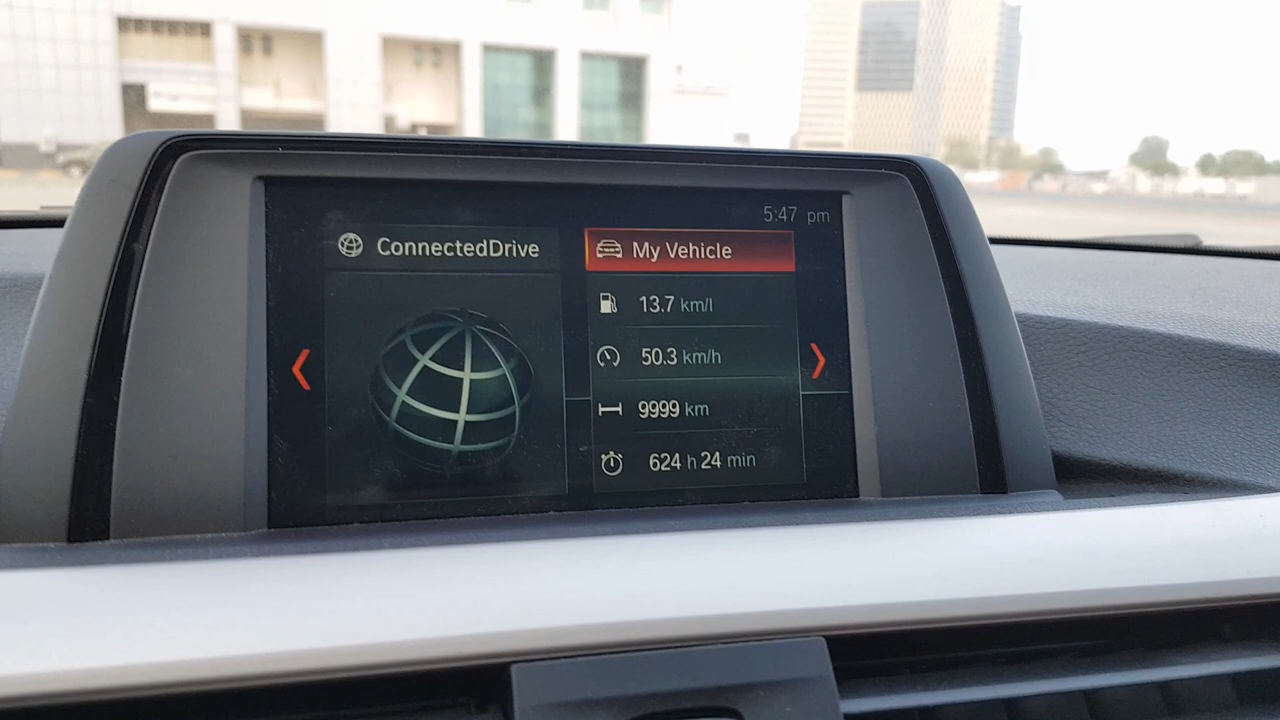 5:47 pm
ConnectedDrive
My Vehicle
13.7 km/l
50.3 km/h
9999 km
624 h 24 min